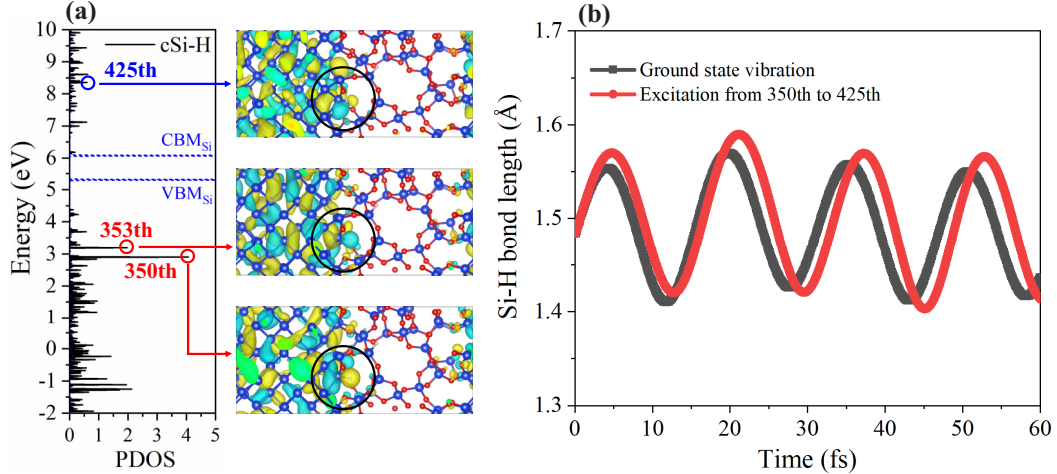 (a)
10
9
8
7
6
5
4
3
2
1
0
-1
-2
Energy (eV)
cSi-H
425th
CBM_Si
VBM_Si
353th
350th
0 1 2 3 4 5
PDOS
(b)
1.7
1.6
1.5
1.4
1.3
Si-H bond length (Å)
Ground state vibration
Excitation from 350th to 425th
0 10 20 30 40 50 60
Time (fs)